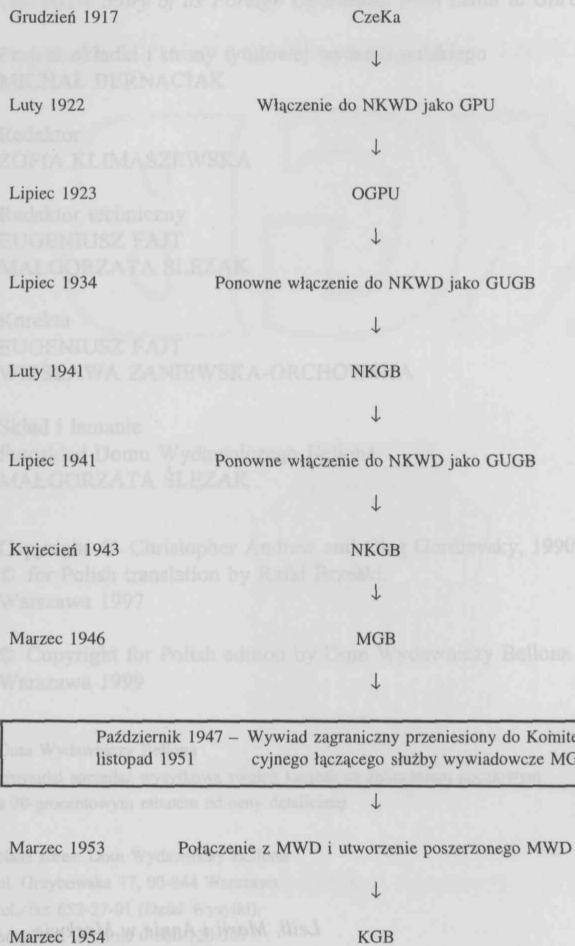 Grudzień 1917 CzeKa
↓
Luty 1922 Włączenie do NKWD jako GPU
↓
Lipiec 1923 OGPU
↓
Lipiec 1934 Ponowne włączenie do NKWD jako GUGB
↓
Luty 1941 NKGB
↓
Lipiec 1941 Ponowne włączenie do NKWD jako GUGB
↓
Kwiecień 1943 NKGB
↓
Marzec 1946 MGB
↓
Październik 1947 – Wywiad zagraniczny przeniesiony do Komite
listopad 1951 cyjnego łączącego służby wywiadowcze MG
↓
Marzec 1953 Połączenie z MWD i utworzenie poszerzonego MWD
↓
Marzec 1954 KGB